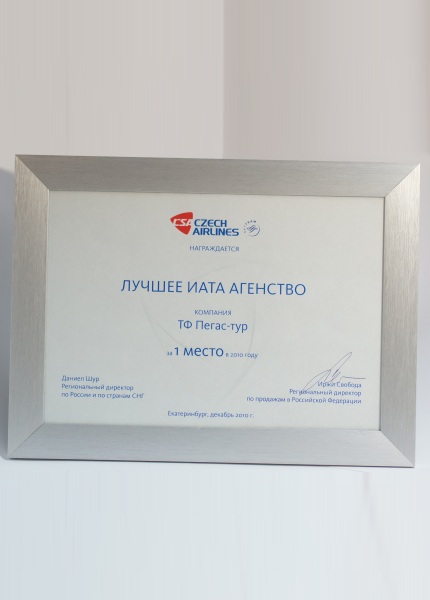 CSA CZECH
AIRLINES
НАГРАЖДАЕТСЯ
ЛУЧШЕЕ ИАТА АГЕНСТВО
КОМПАНИЯ
ТФ Пегас-тур
за 1 место в 2010 году
Даниел Шур
Региональный директор
по России и по странам СНГ
Иржи Свобода
Региональный директор
по продажам в Российской Федерации
Екатеринбург, декабрь 2010 г.